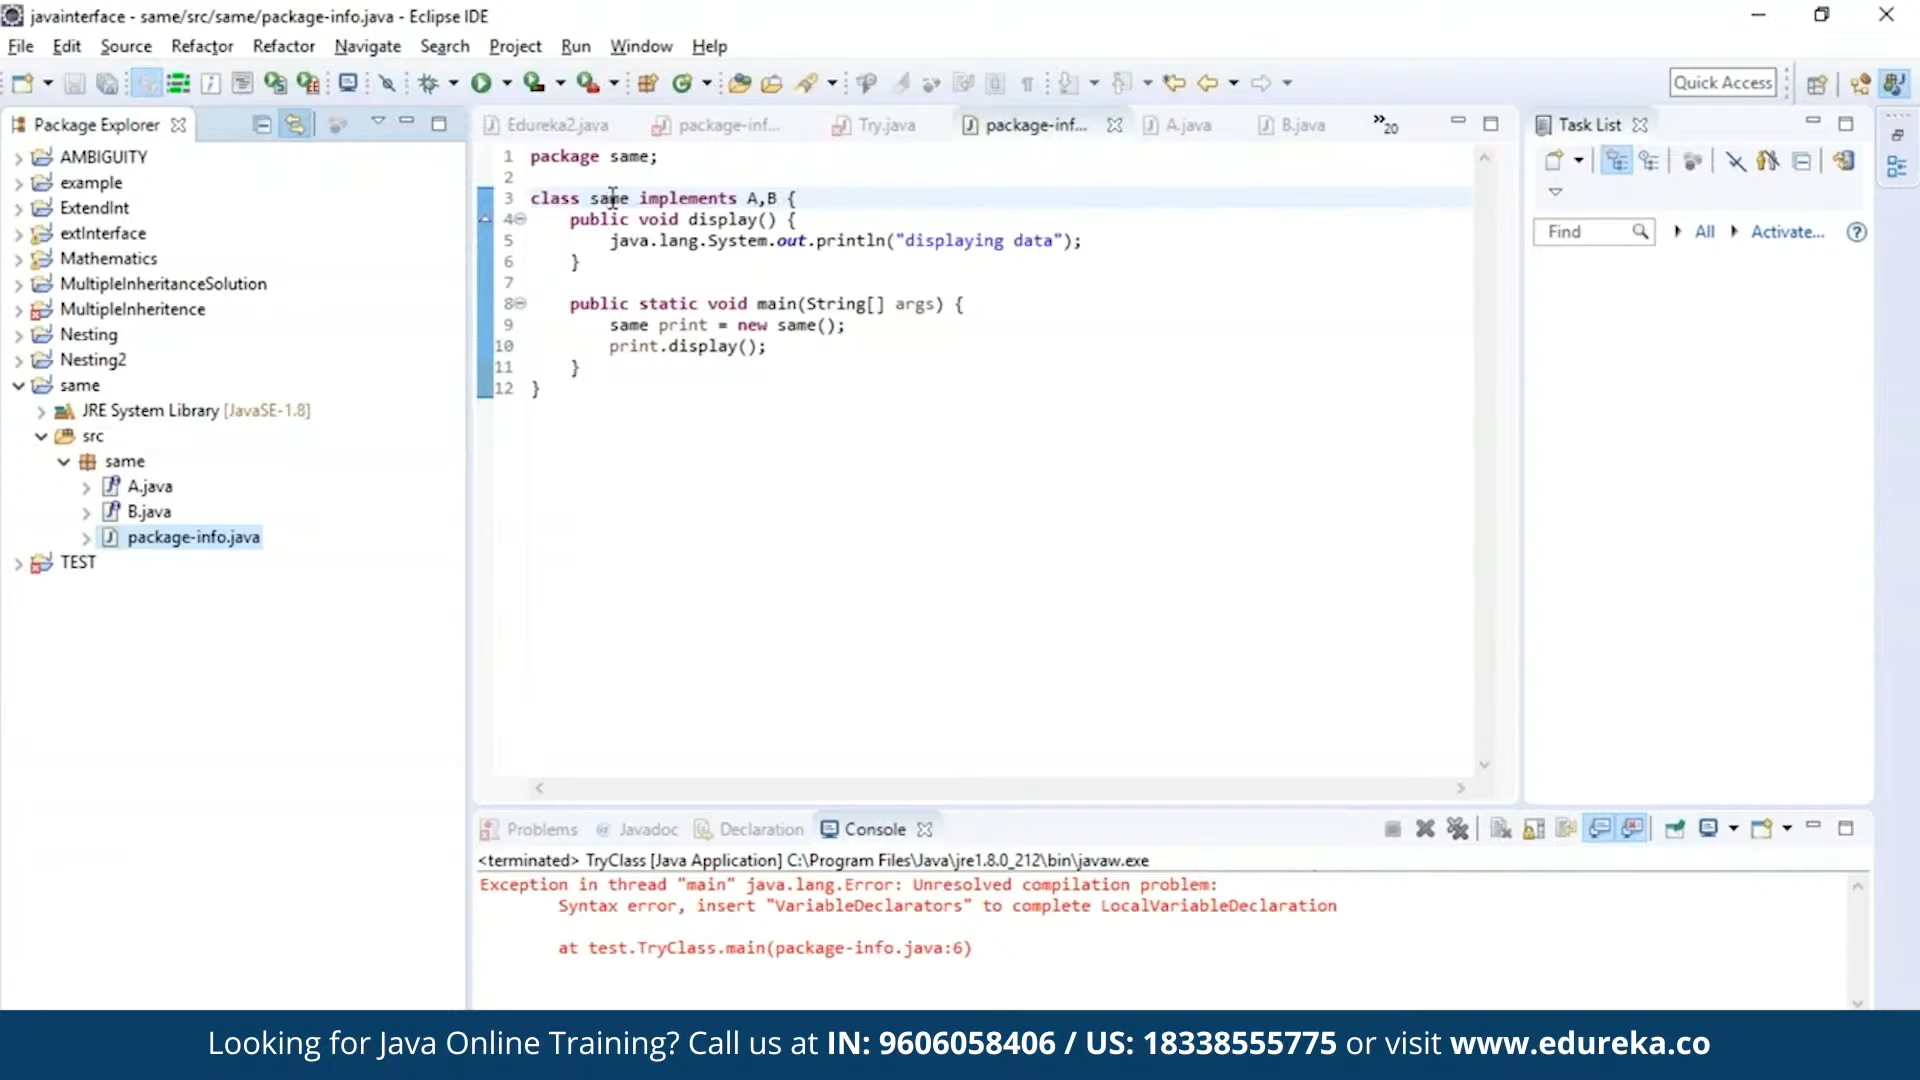 javainterface - same/src/same/package-info.java - Eclipse IDE
File Edit Source Refactor Refactor Navigate Search Project Run Window Help
Quick Access
Package Explorer
AMBIGUITY
example
ExtendInt
extInterface
Mathematics
MultipleInheritanceSolution
MultipleInheritence
Nesting
Nesting2
same
JRE System Library [JavaSE-1.8]
src
same
A.java
B.java
package-info.java
TEST
Edureka2.java package-inf... Try.java package-inf... A.java B.java »20
1 package same;
2
3 class same implements A,B {
4 public void display() {
5 java.lang.System.out.println("displaying data");
6 }
7
8 public static void main(String[] args) {
9 same print = new same();
10 print.display();
11 }
12 }
Task List
Find All Activate...
Problems @ Javadoc Declaration Console
<terminated> TryClass [Java Application] C:\Program Files\Java\jre1.8.0_212\bin\javaw.exe
Exception in thread "main" java.lang.Error: Unresolved compilation problem:
Syntax error, insert "VariableDeclarators" to complete LocalVariableDeclaration
at test.TryClass.main(package-info.java:6)
Looking for Java Online Training? Call us at IN: 9606058406 / US: 18338555775 or visit www.edureka.co